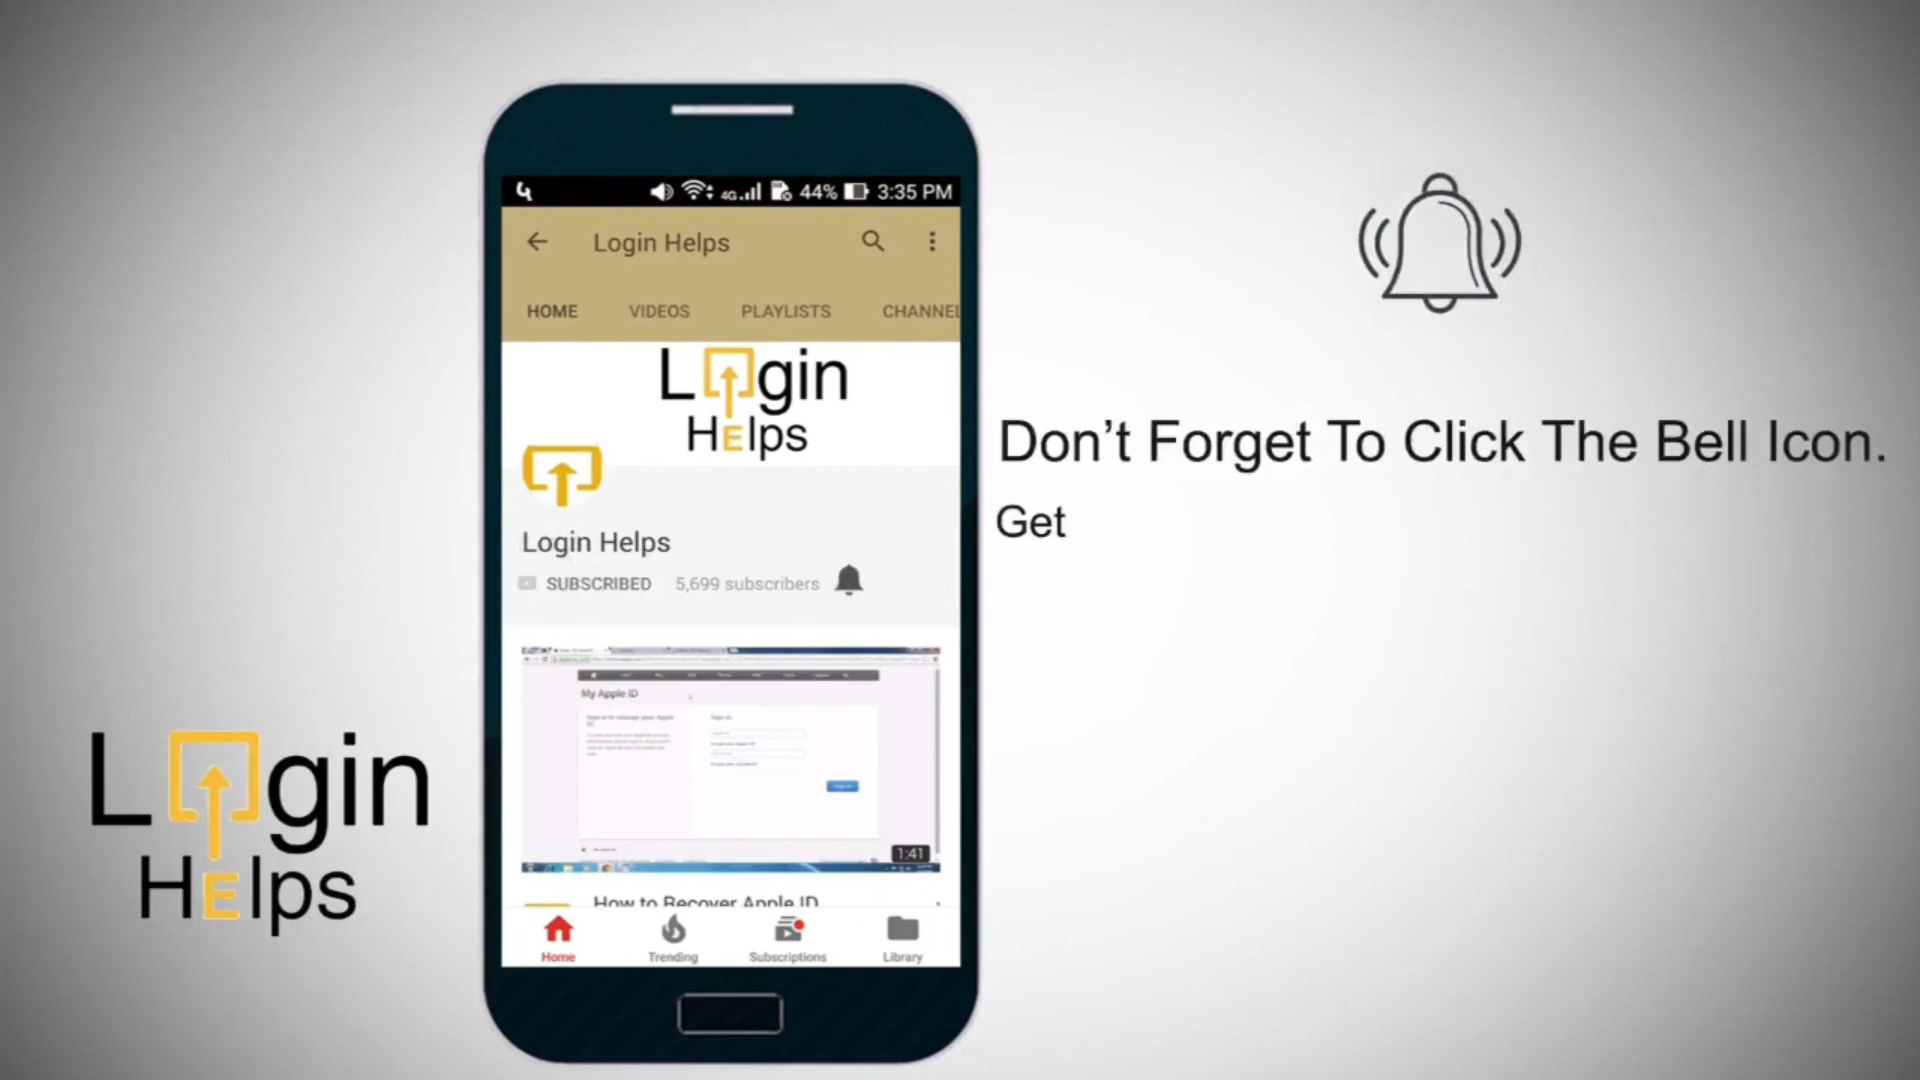 4G 44% 3:35 PM
Login Helps
HOME VIDEOS PLAYLISTS CHANNEL
Login
Helps
Login Helps
SUBSCRIBED 5,699 subscribers
My Apple ID
1:41
How to Recover Apple ID
Home Trending Subscriptions Library
Don't Forget To Click The Bell Icon.
Get
Login
Helps